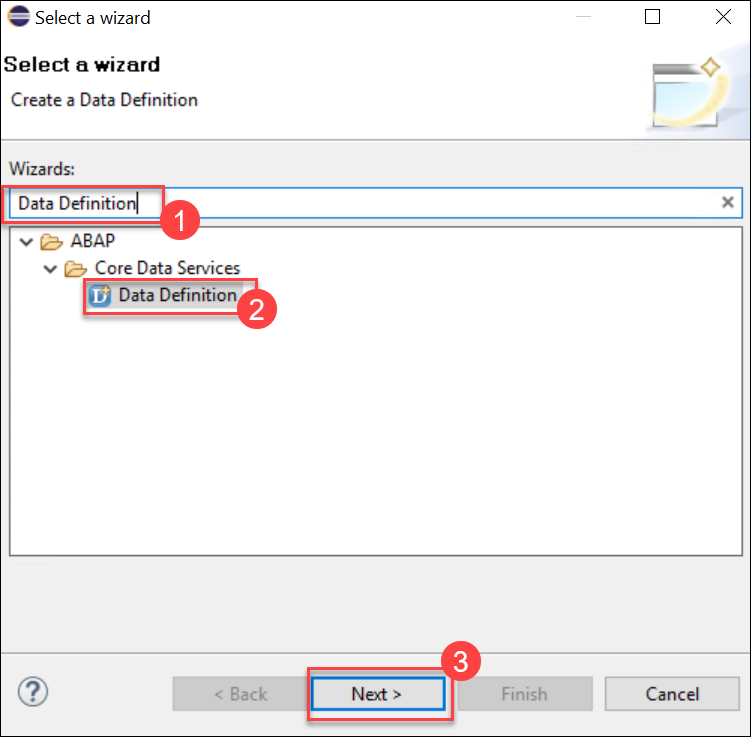 Select a wizard
Select a wizard
Create a Data Definition
Wizards:
Data Definition
1
ABAP
Core Data Services
Data Definition
2
3
? < Back Next > Finish Cancel